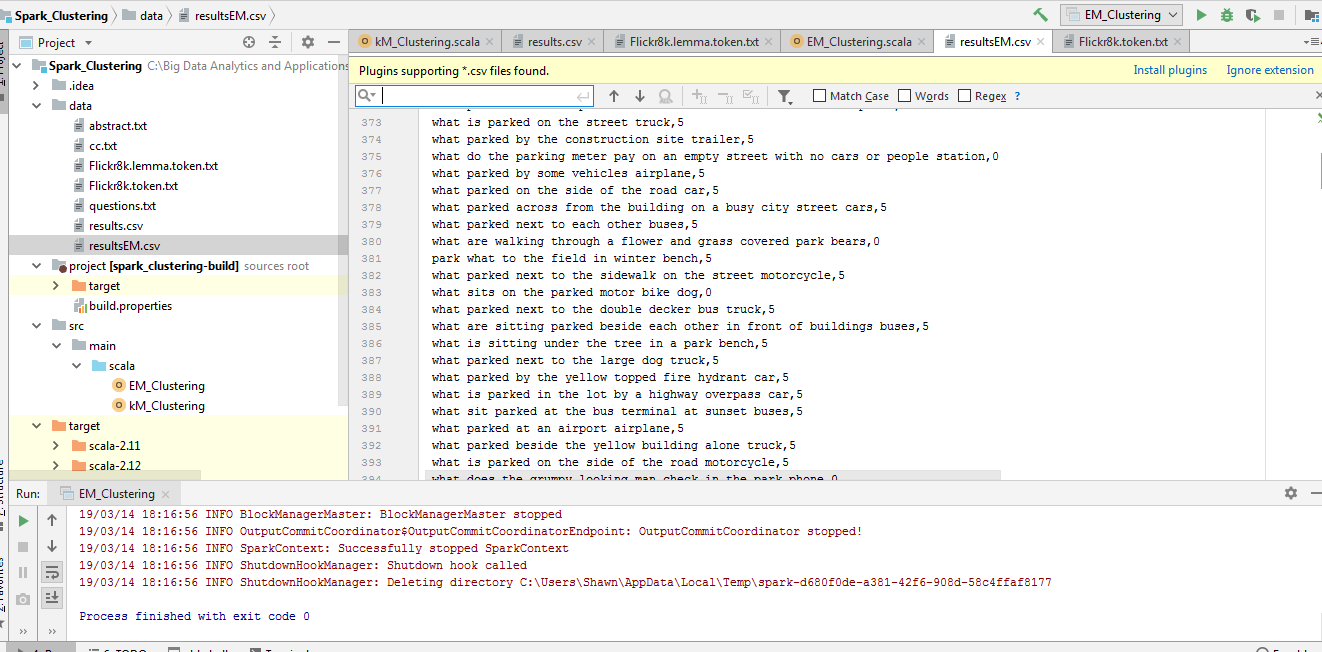 Spark_Clustering data resultsEM.csv EM_Clustering
Project kM_Clustering.scala results.csv Flickr8k.lemma.token.txt EM_Clustering.scala resultsEM.csv Flickr8k.token.txt
Spark_Clustering C:\Big Data Analytics and Applications
.idea
data
abstract.txt
cc.txt
Flickr8k.lemma.token.txt
Flickr8k.token.txt
questions.txt
results.csv
resultsEM.csv
project [spark_clustering-build] sources root
target
build.properties
src
main
scala
EM_Clustering
kM_Clustering
target
scala-2.11
scala-2.12
Plugins supporting *.csv files found. Install plugins Ignore extension
Match Case Words Regex ?
373 what is parked on the street truck,5
374 what parked by the construction site trailer,5
375 what do the parking meter pay on an empty street with no cars or people station,0
376 what parked by some vehicles airplane,5
377 what parked on the side of the road car,5
378 what parked across from the building on a busy city street cars,5
379 what parked next to each other buses,5
380 what are walking through a flower and grass covered park bears,0
381 park what to the field in winter bench,5
382 what parked next to the sidewalk on the street motorcycle,5
383 what sits on the parked motor bike dog,0
384 what parked next to the double decker bus truck,5
385 what are sitting parked beside each other in front of buildings buses,5
386 what is sitting under the tree in a park bench,5
387 what parked next to the large dog truck,5
388 what parked by the yellow topped fire hydrant car,5
389 what is parked in the lot by a highway overpass car,5
390 what sit parked at the bus terminal at sunset buses,5
391 what parked at an airport airplane,5
392 what parked beside the yellow building alone truck,5
393 what is parked on the side of the road motorcycle,5
394 what does the grumpy looking man check in the park phone,0
Run: EM_Clustering
19/03/14 18:16:56 INFO BlockManagerMaster: BlockManagerMaster stopped
19/03/14 18:16:56 INFO OutputCommitCoordinator$OutputCommitCoordinatorEndpoint: OutputCommitCoordinator stopped!
19/03/14 18:16:56 INFO SparkContext: Successfully stopped SparkContext
19/03/14 18:16:56 INFO ShutdownHookManager: Shutdown hook called
19/03/14 18:16:56 INFO ShutdownHookManager: Deleting directory C:\Users\Shawn\AppData\Local\Temp\spark-d680f0de-a381-42f6-908d-58c4ffaf8177
Process finished with exit code 0